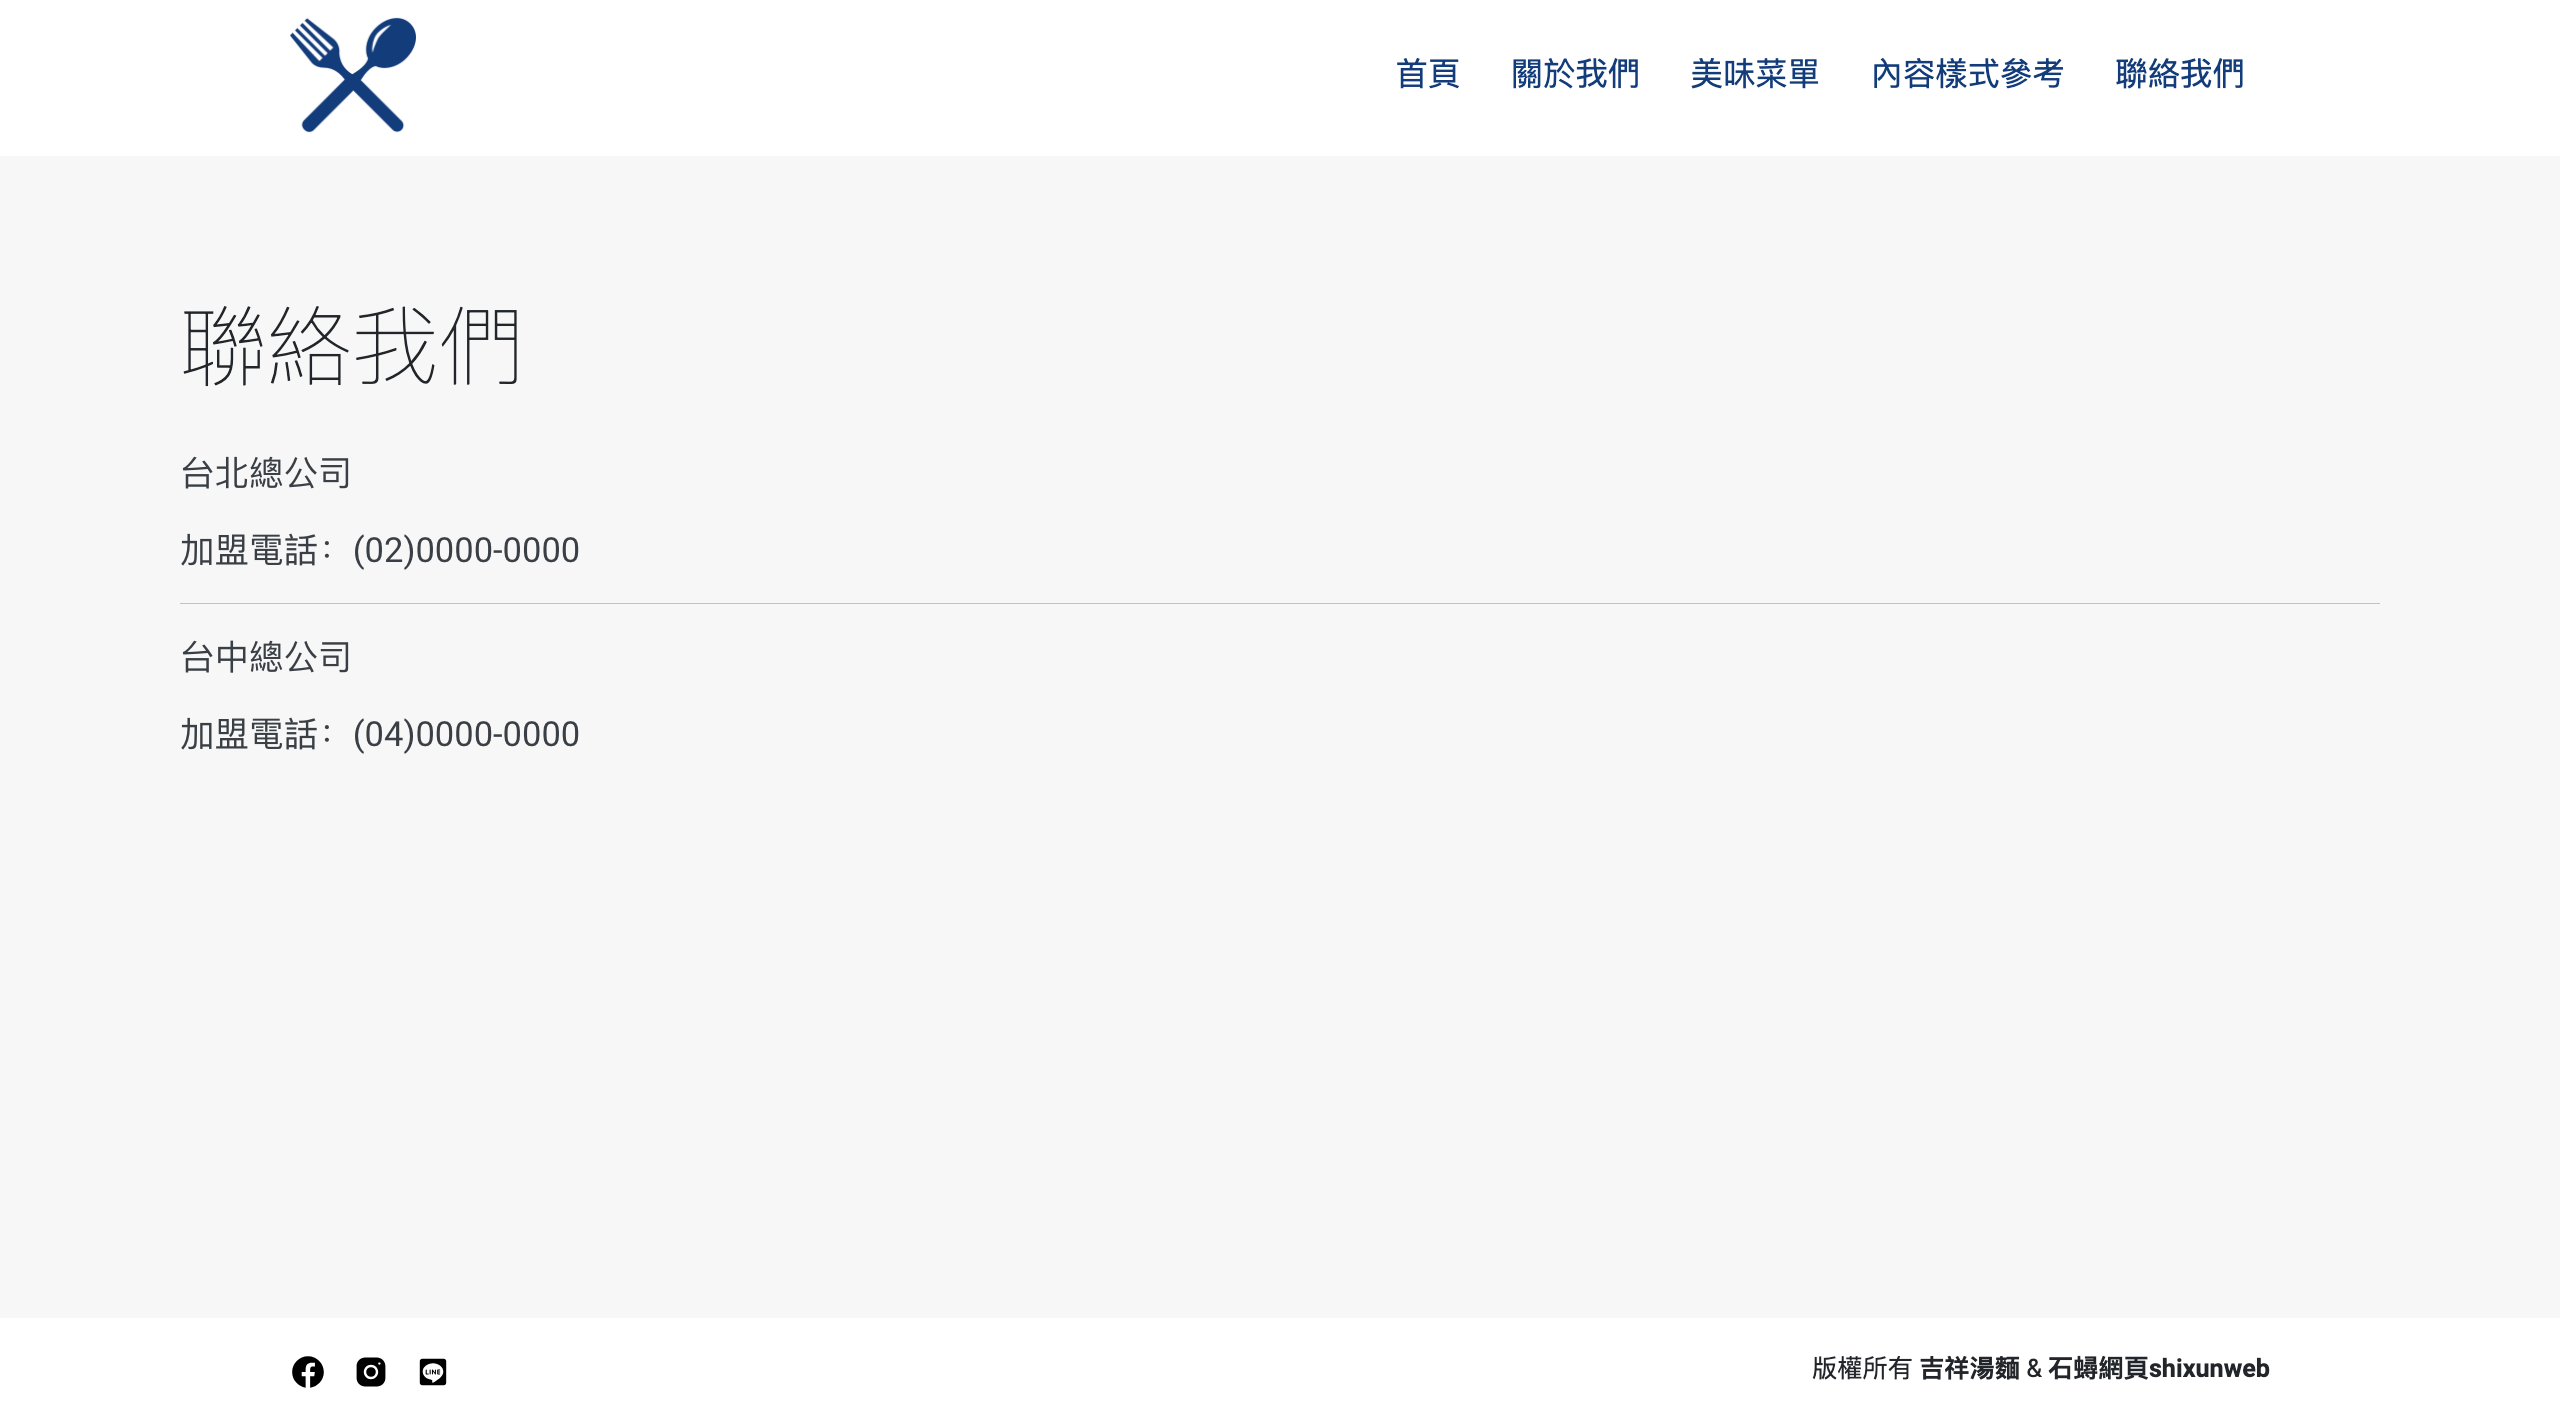 首頁 關於我們 美味菜單 內容樣式參考 聯絡我們
聯絡我們
台北總公司
加盟電話：(02)0000-0000
台中總公司
加盟電話：(04)0000-0000
LINE
版權所有 吉祥湯麵 & 石蟳網頁shixunweb